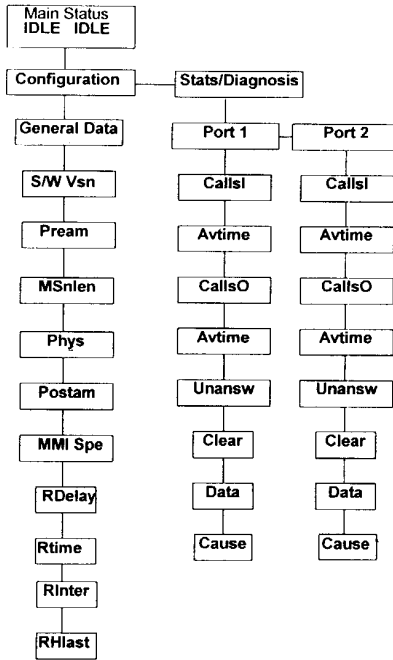 Main Status
IDLE IDLE
Configuration
Stats/Diagnosis
General Data
Port 1
Port 2
S/W Vsn
CallsI
CallsI
Pream
Avtime
Avtime
MSnlen
CallsO
CallsO
Phys
Avtime
Avtime
Postam
Unansw
Unansw
MMI Spe
Clear
Clear
RDelay
Data
Data
Rtime
Cause
Cause
RInter
RHlast